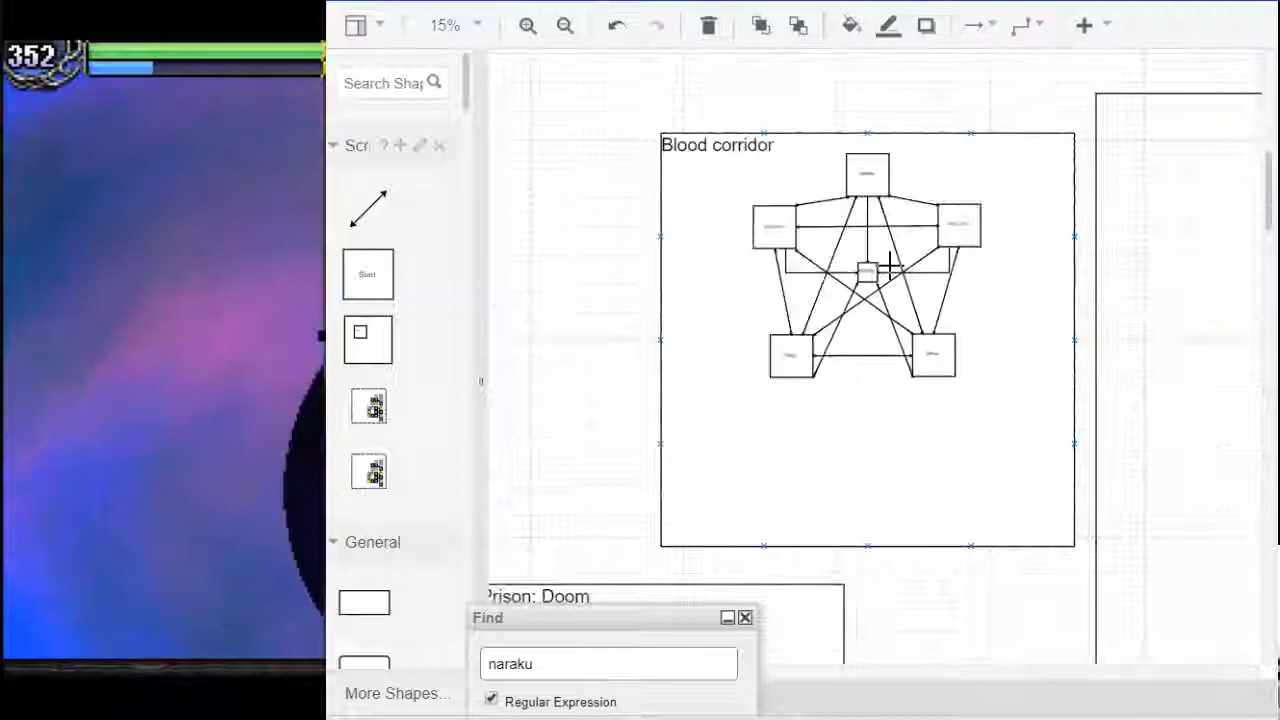 352
15%
Search Shap
Scr ?
Start
General
More Shapes...
Blood corridor
Prison: Doom
Find
naraku
Regular Expression